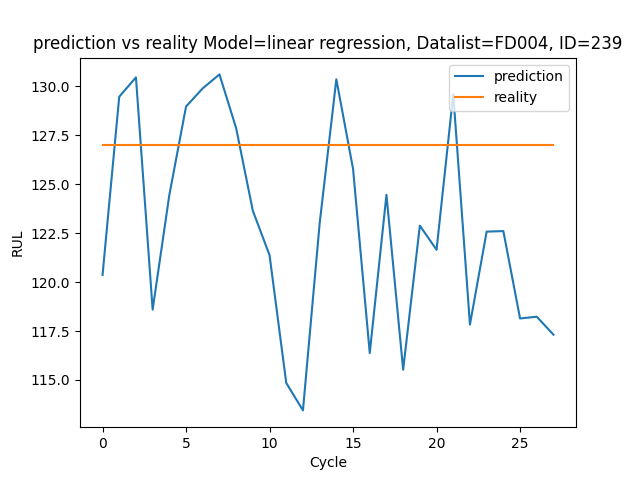 prediction vs reality Model=linear regression, Datalist=FD004, ID=239
prediction
reality
130.0
127.5
125.0
122.5
120.0
117.5
115.0
RUL
0 5 10 15 20 25
Cycle